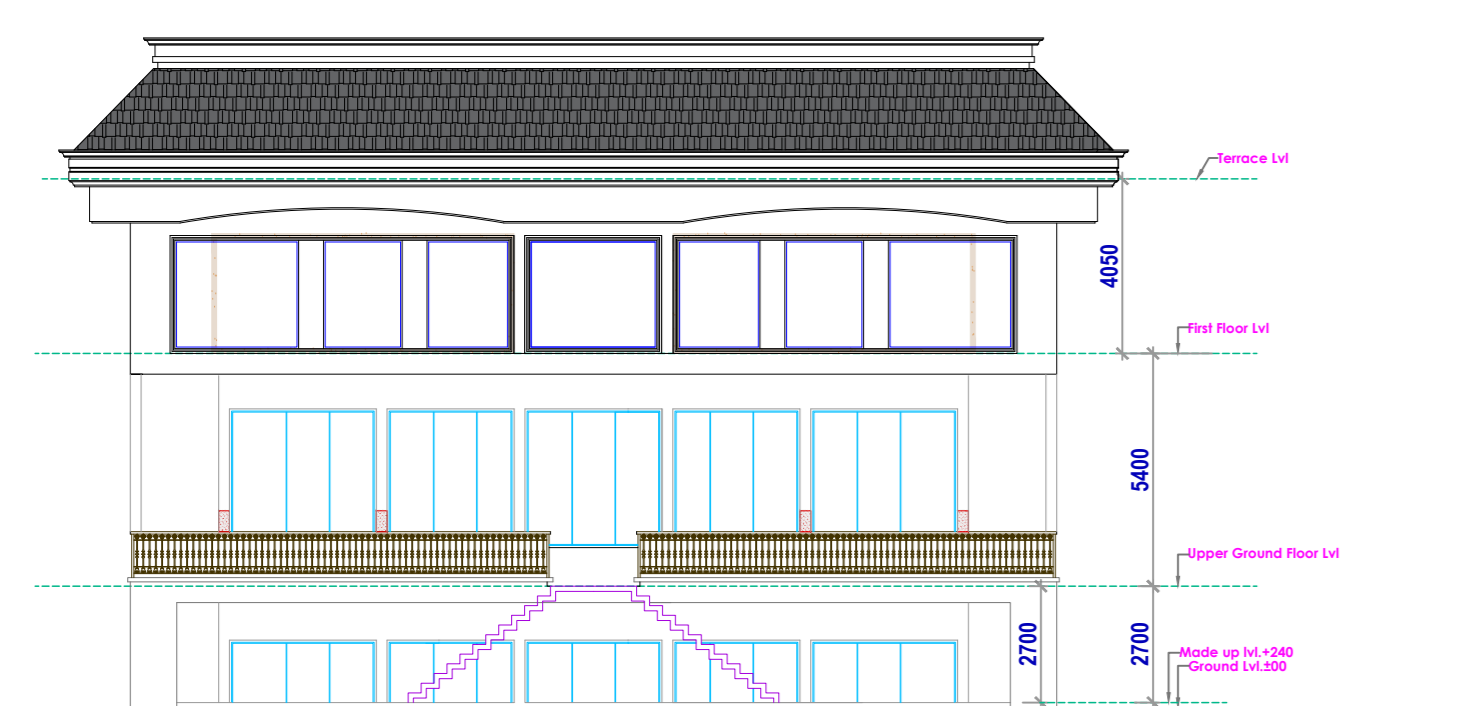 Terrace Lvl
4050
First Floor Lvl
5400
Upper Ground Floor Lvl
2700
2700
Made up lvl.+240
Ground Lvl.±00